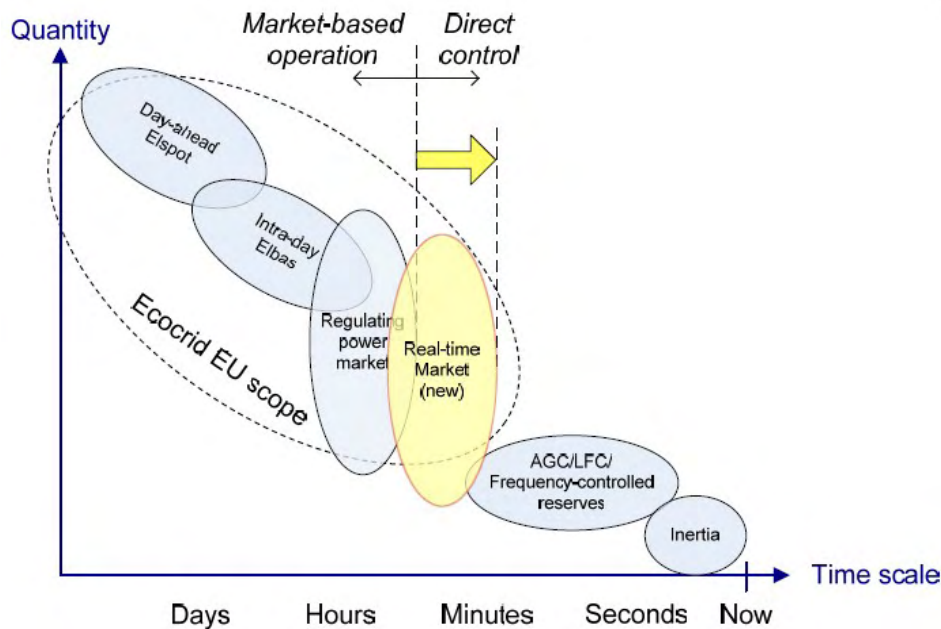 Quantity
Market-based
operation
Direct
control
Day-ahead
Elspot
Intra-day
Elbas
Regulating
power
market
Real-time
Market
(new)
Ecocrid EU scope
AGC/LFC/
Frequency-controlled
reserves
Inertia
Time scale
Days
Hours
Minutes
Seconds
Now